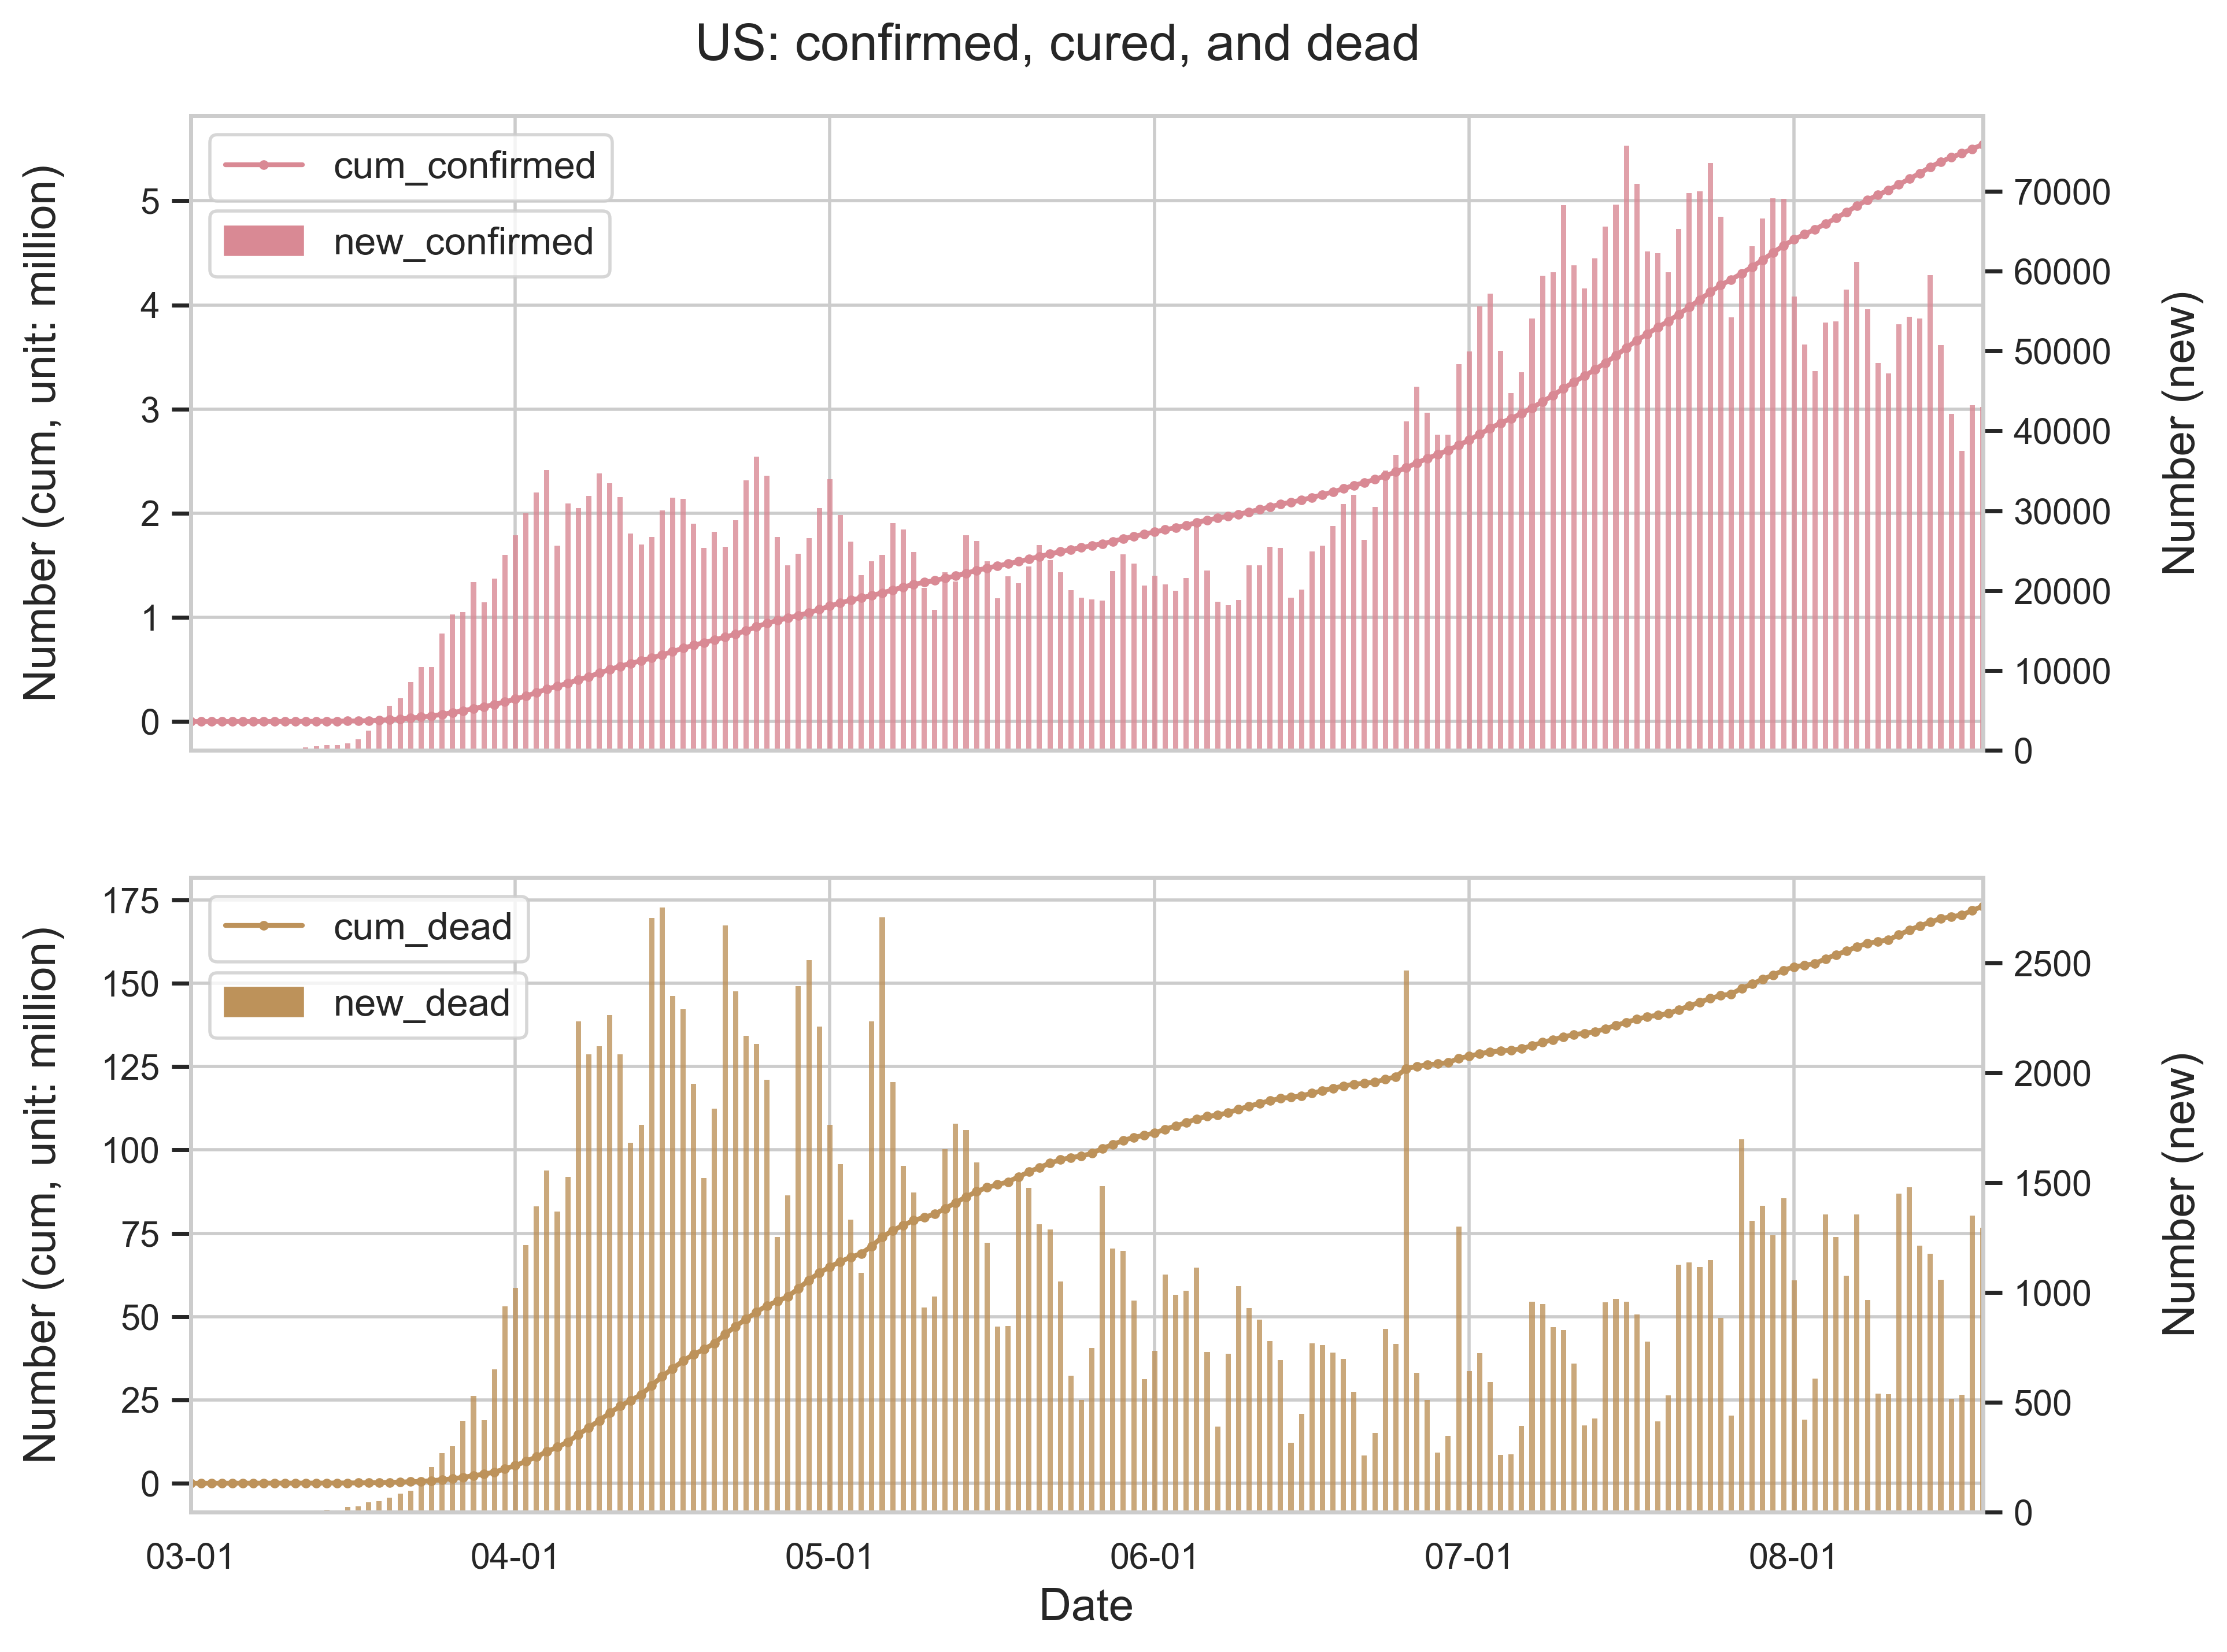 US: confirmed, cured, and dead
cum_confirmed
new_confirmed
Number (cum, unit: million)
5
4
3
2
1
0
70000
60000
50000
40000
30000
20000
10000
0
Number (new)
cum_dead
new_dead
Number (cum, unit: million)
175
150
125
100
75
50
25
0
2500
2000
1500
1000
500
0
Number (new)
03-01 04-01 05-01 06-01 07-01 08-01
Date